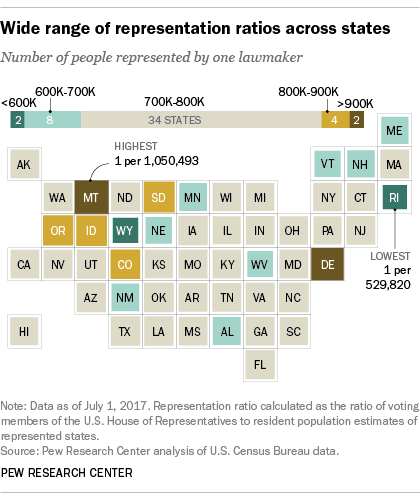 Wide range of representation ratios across states
Number of people represented by one lawmaker
600K-700K
800K-900K
<600K
700K-800K
>900K
2
8
34 STATES
4
2
HIGHEST
1 per 1,050,493
ME
AK
VT
NH
MA
WA
MT
ND
SD
MN
WI
MI
NY
CT
RI
OR
ID
WY
NE
IA
IL
IN
OH
PA
NJ
LOWEST
1 per
529,820
CA
NV
UT
CO
KS
MO
KY
WV
MD
DE
AZ
NM
OK
AR
TN
VA
NC
HI
TX
LA
MS
AL
GA
SC
FL
Note: Data as of July 1, 2017. Representation ratio calculated as the ratio of voting
members of the U.S. House of Representatives to resident population estimates of
represented states.
Source: Pew Research Center analysis of U.S. Census Bureau data.
PEW RESEARCH CENTER